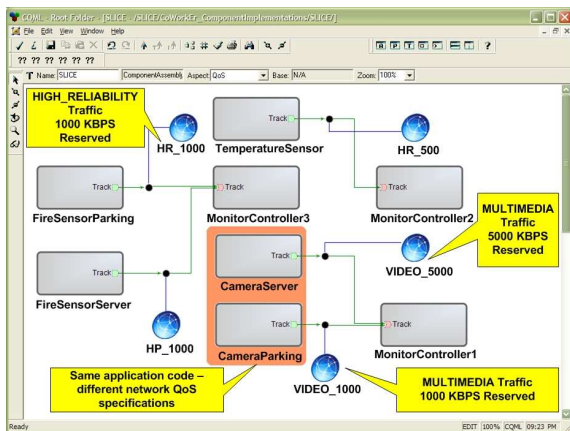 CQML - Root Folder - [SLICE - /SLICE/CoWorkEr_ComponentImplementations/SLICE/]
File Edit View Window Help
?? ?? ?? ?? ?? ??
Name: SLICE ComponentAssembly Aspect: QoS Base: N/A Zoom: 100%
HIGH_RELIABILITY
Traffic
1000 KBPS
Reserved
HR_1000
Track
TemperatureSensor
HR_500
Track
FireSensorParking
Track
MonitorController3
Track
MonitorController2
MULTIMEDIA
Traffic
5000 KBPS
Reserved
Track
FireSensorServer
Track
CameraServer
VIDEO_5000
HP_1000
Track
CameraParking
Track
MonitorController1
VIDEO_1000
Same application code –
different network QoS
specifications
MULTIMEDIA Traffic
1000 KBPS Reserved
Ready EDIT 100% CQML 09:23 PM